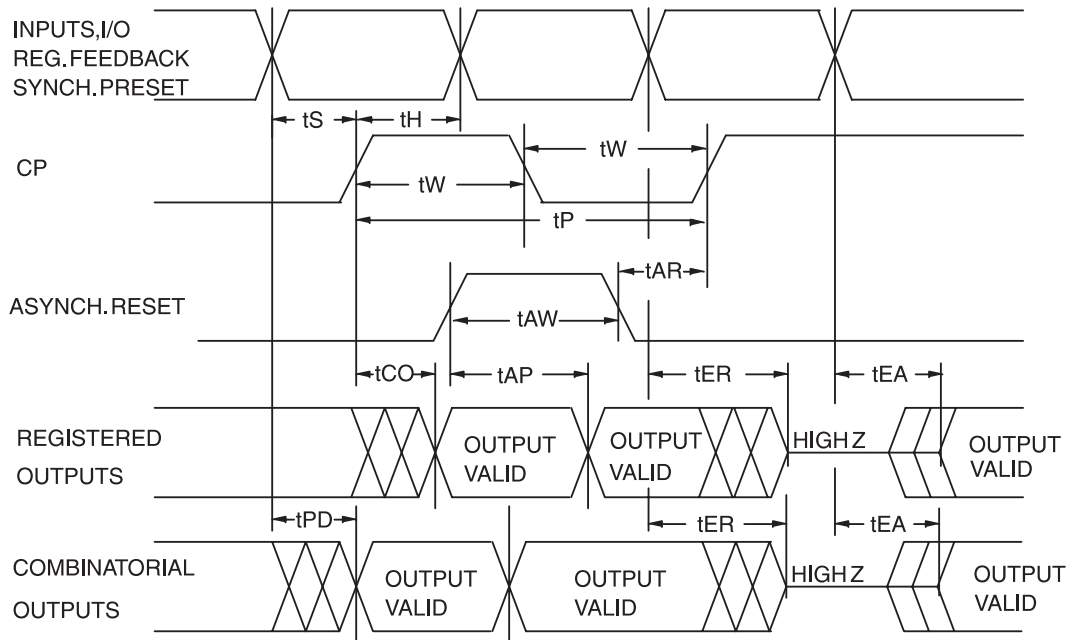 INPUTS,I/O
REG.FEEDBACK
SYNCH.PRESET
tS
tH
CP
tW
tW
tP
tAR
ASYNCH.RESET
tAW
tCO
tAP
tER
tEA
REGISTERED
OUTPUTS
OUTPUT
VALID
OUTPUT
VALID
HIGH Z
OUTPUT
VALID
tPD
tER
tEA
COMBINATORIAL
OUTPUTS
OUTPUT
VALID
OUTPUT
VALID
HIGH Z
OUTPUT
VALID